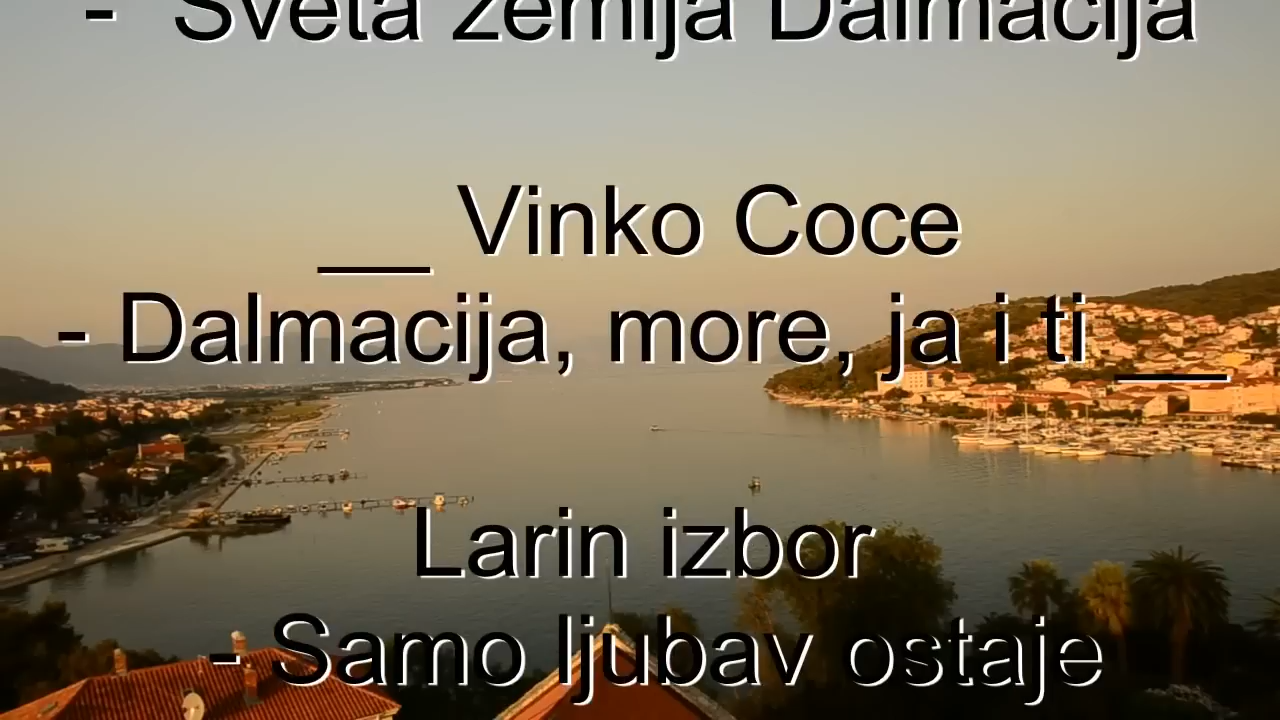 - Sveta zemlja Dalmacija
__ Vinko Coce
- Dalmacija, more, ja i ti __
Larin izbor
- Samo ljubav ostaje